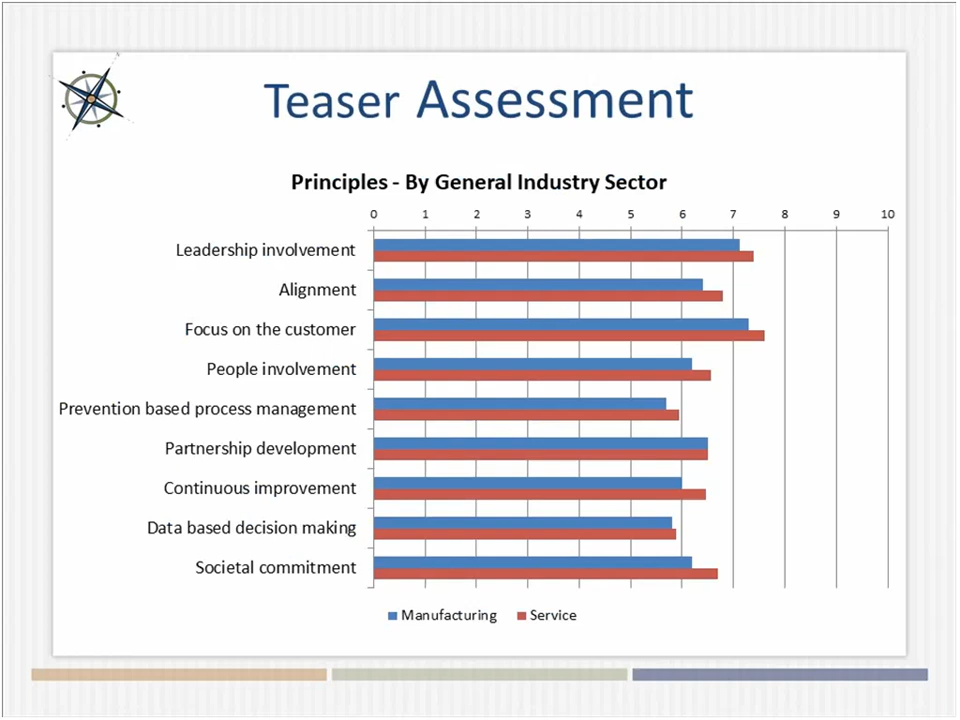 Teaser Assessment
Principles - By General Industry Sector
0 1 2 3 4 5 6 7 8 9 10
Leadership involvement
Alignment
Focus on the customer
People involvement
Prevention based process management
Partnership development
Continuous improvement
Data based decision making
Societal commitment
Manufacturing Service